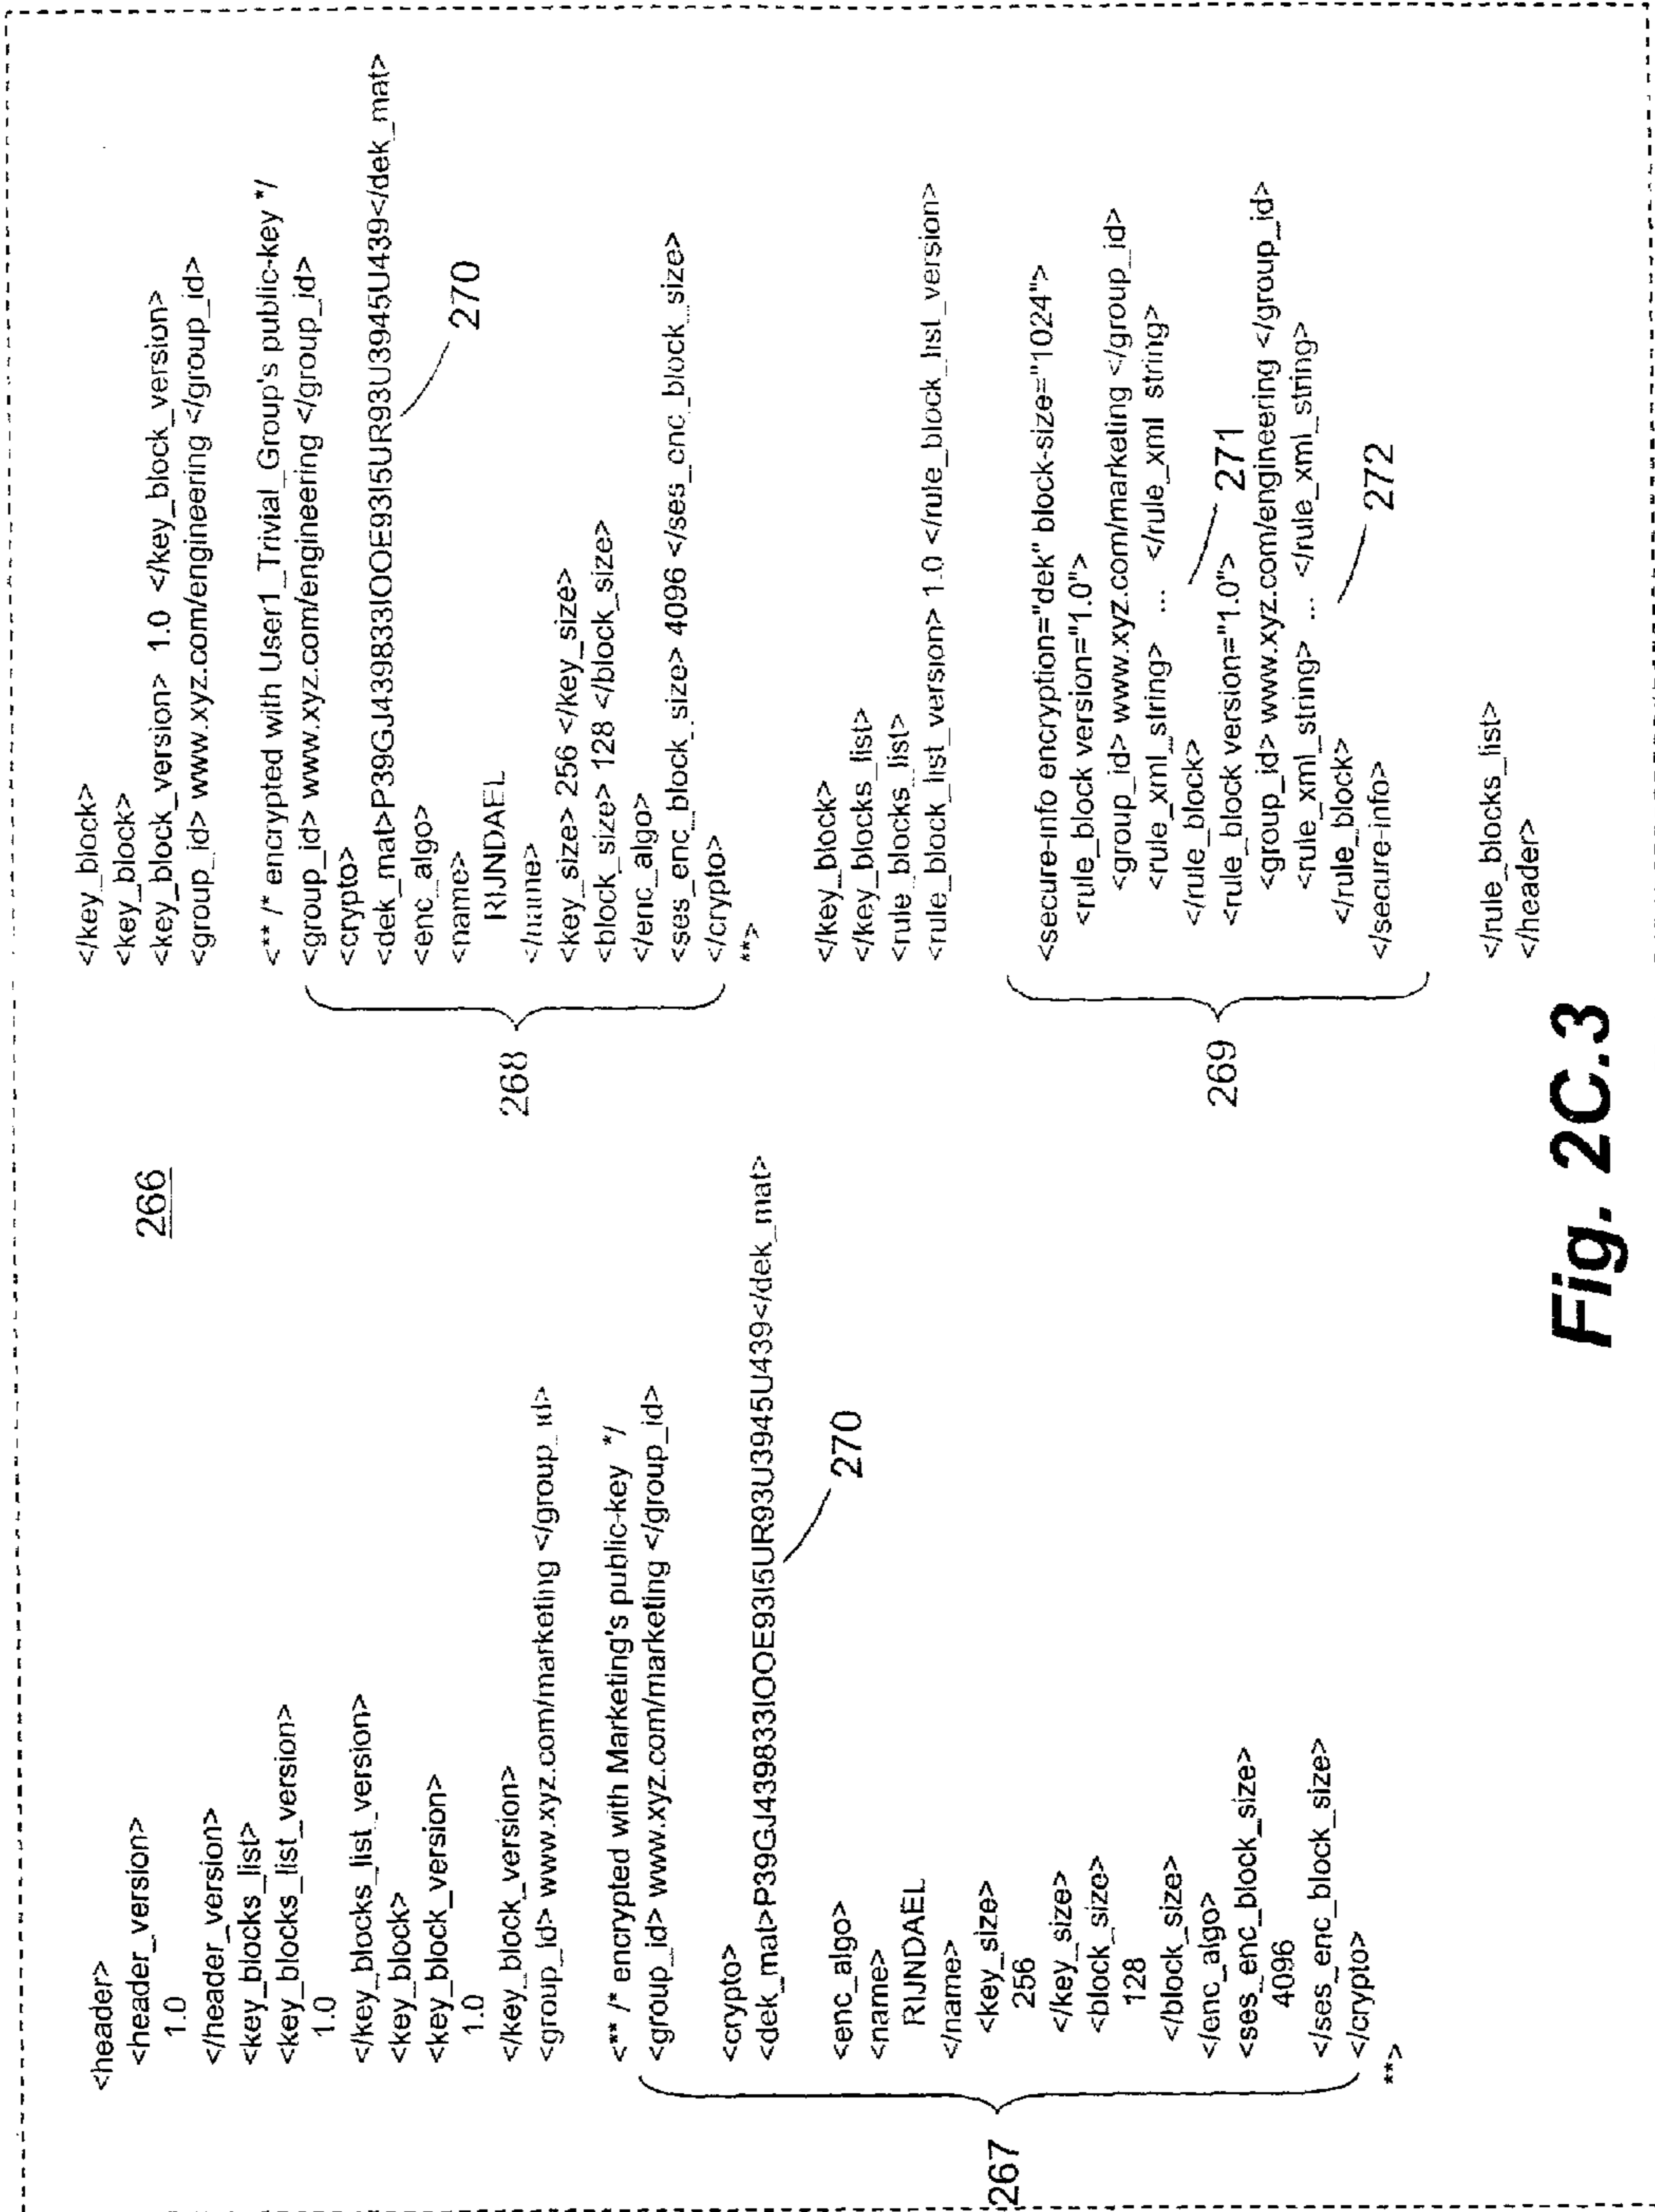 266
<header>
<header_version>
1.0
</header_version>
<key_blocks_list>
<key_blocks_list_version>
1.0
</key_blocks_list_version>
<key_block>
<key_block_version>
1.0
</key_block_version>
<group_id> www.xyz.com/marketing </group_id>
<** /* encrypted with Marketing's public-key */
<group_id> www.xyz.com/marketing </group_id>
<crypto>
<dek_mat>P39GJ439833IOOE93I5UR93U3945U439</dek_mat>
270
<enc_algo>
<name>
RIJNDAEL
</name>
<key_size>
256
</key_size>
<block_size>
128
</block_size>
</enc_algo>
<ses_enc_block_size>
4096
</ses_enc_block_size>
</crypto>
**>
267
</key_block>
<key_block>
<key_block_version> 1.0 </key_block_version>
<group_id> www.xyz.com/engineering </group_id>
<** /* encrypted with User1_Trivial_Group's public-key */
<group_id> www.xyz.com/engineering </group_id>
<crypto>
<dek_mat>P39GJ439833IOOE93I5UR93U3945U439</dek_mat>
270
<enc_algo>
<name>
RIJNDAEL
</name>
<key_size> 256 </key_size>
<block_size> 128 </block_size>
</enc_algo>
<ses_enc_block_size> 4096 </ses_enc_block_size>
</crypto>
**>
268
</key_block>
</key_blocks_list>
<rule_blocks_list>
<rule_block_list_version> 1.0 </rule_block_list_version>
<secure-info encryption="dek" block-size="1024">
<rule_block version="1.0">
<group_id> www.xyz.com/marketing </group_id>
<rule_xml_string> ... </rule_xml string>
</rule_block>
271
<rule_block version="1.0">
<group_id> www.xyz.com/engineering </group_id>
<rule_xml_string> ... </rule_xml_string>
</rule_block>
272
</secure-info>
269
</rule_blocks_list>
</header>
Fig. 2C.3